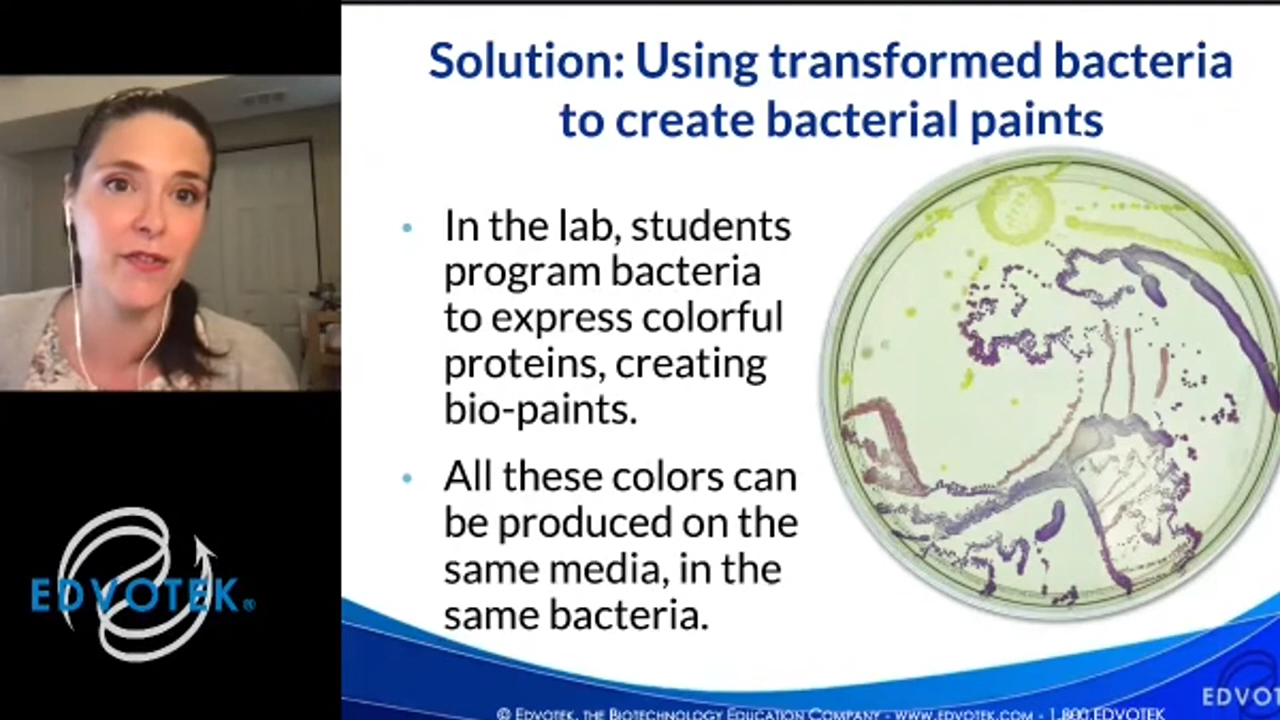 Solution: Using transformed bacteria
to create bacterial paints
• In the lab, students
program bacteria
to express colorful
proteins, creating
bio-paints.
• All these colors can
be produced on the
same media, in the
same bacteria.
EDVOTEK®
EDVOT
© EDVOTEK, THE BIOTECHNOLOGY EDUCATION COMPANY - WWW.EDVOTEK.COM - 1.800.EDVOTEK